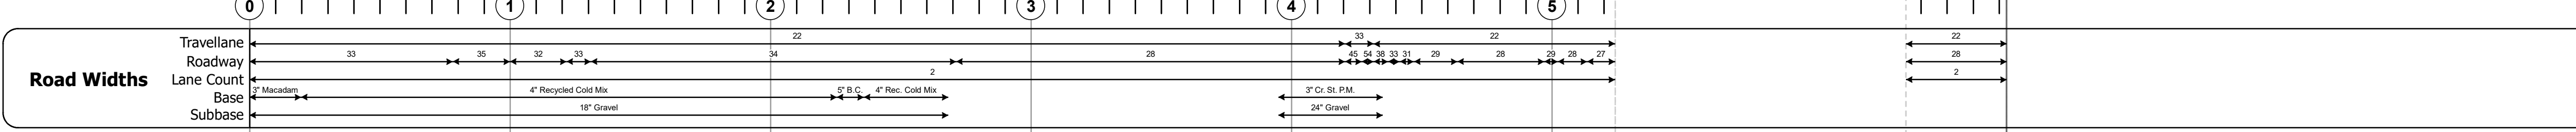 0 1 2 3 4 5
Road Widths
Travellane 22 33 22 22
Roadway 33 35 32 33 34 28 45 54 38 33 31 29 28 29 28 27 28
Lane Count 2 2
Base 3" Macadam 4" Recycled Cold Mix 5" B.C. 4" Rec. Cold Mix 3" Cr. St. P.M.
Subbase 18" Gravel 24" Gravel